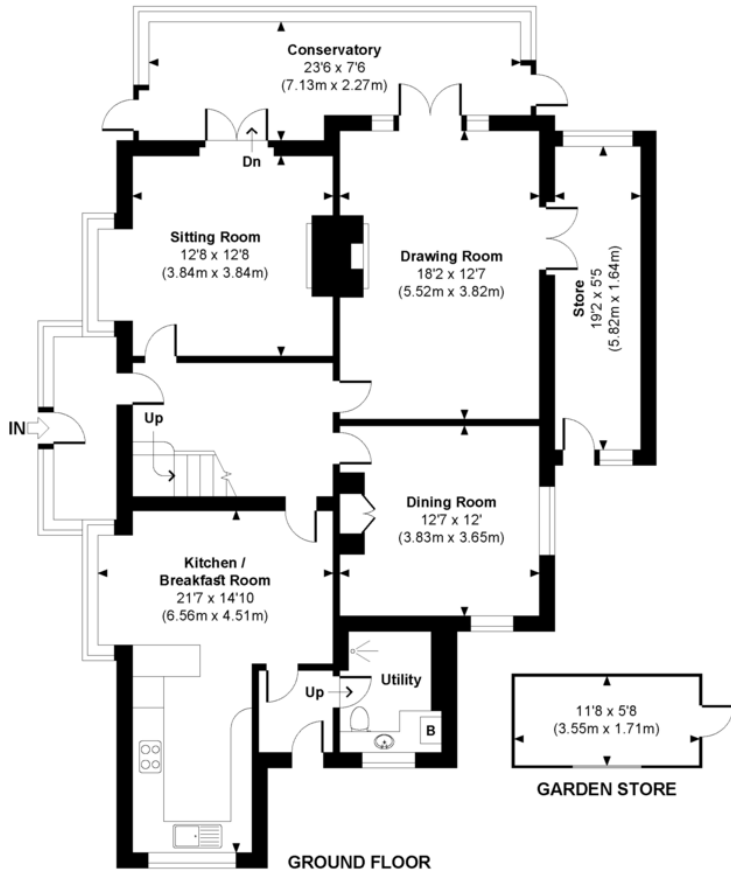 Conservatory
23'6 x 7'6
(7.13m x 2.27m)
Dn
Sitting Room
12'8 x 12'8
(3.84m x 3.84m)
Drawing Room
18'2 x 12'7
(5.52m x 3.82m)
Store
19'2 x 5'5
(5.82m x 1.64m)
IN
Up
Dining Room
12'7 x 12'
(3.83m x 3.65m)
Kitchen /
Breakfast Room
21'7 x 14'10
(6.56m x 4.51m)
Up
Utility
B
11'8 x 5'8
(3.55m x 1.71m)
GARDEN STORE
GROUND FLOOR